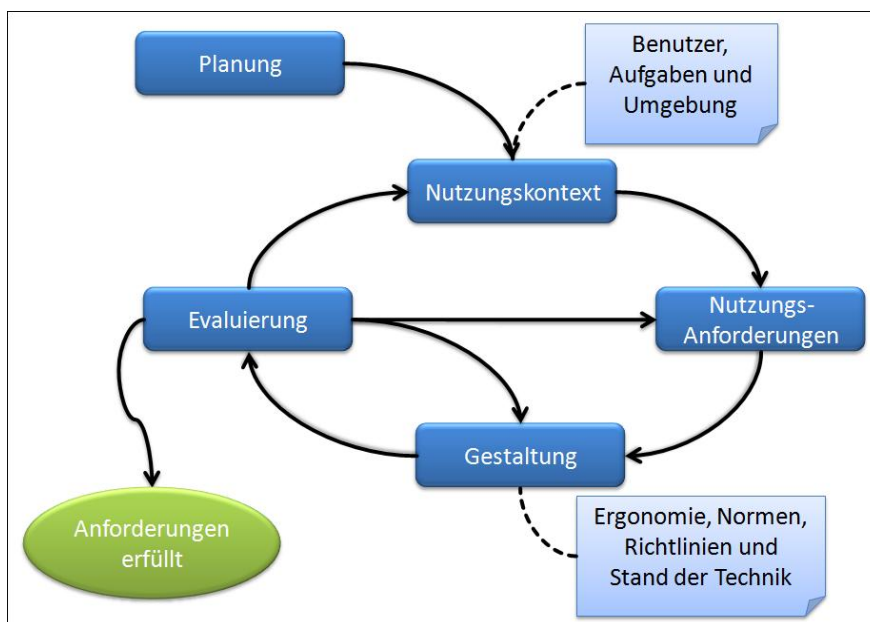 Planung
Benutzer,
Aufgaben und
Umgebung
Nutzungskontext
Evaluierung
Nutzungs-
Anforderungen
Gestaltung
Anforderungen
erfüllt
Ergonomie, Normen,
Richtlinien und
Stand der Technik